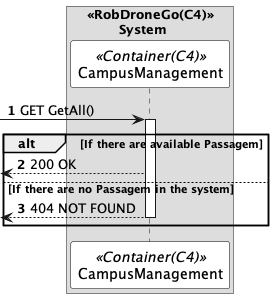 «RobDroneGo(C4)»
System
«Container(C4)»
CampusManagement
1 GET GetAll()
alt [If there are available Passagem]
2 200 OK
[If there are no Passagem in the system]
3 404 NOT FOUND
«Container(C4)»
CampusManagement